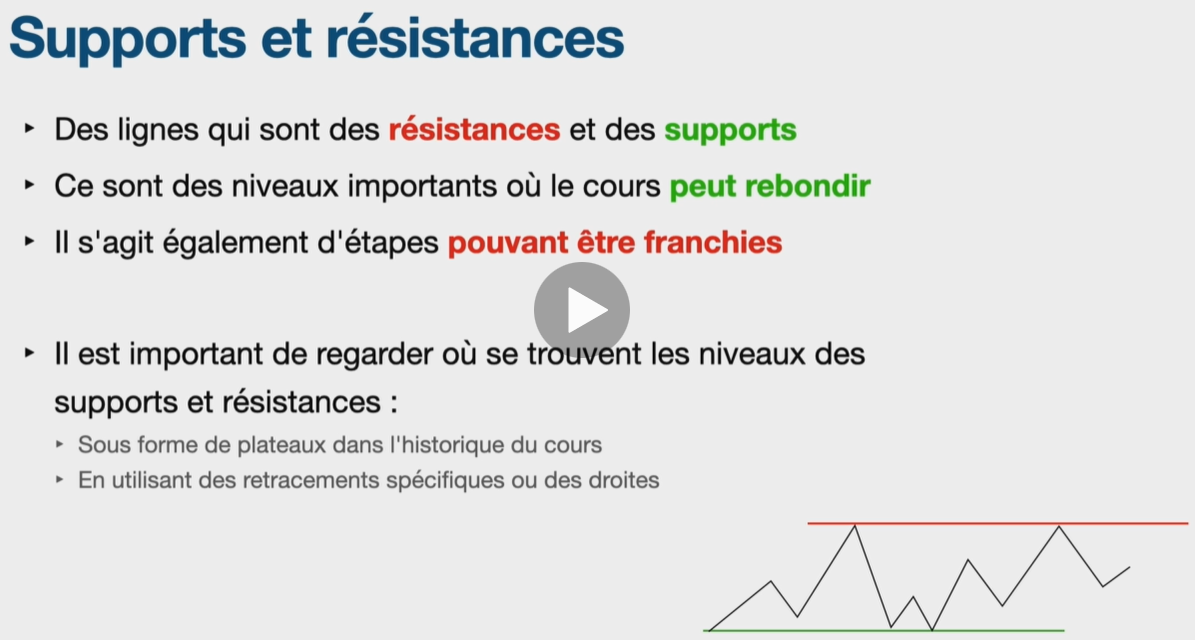 Supports et résistances
Des lignes qui sont des résistances et des supports
Ce sont des niveaux importants où le cours peut rebondir
Il s'agit également d'étapes pouvant être franchies
Il est important de regarder où se trouvent les niveaux des
supports et résistances :
Sous forme de plateaux dans l'historique du cours
En utilisant des retracements spécifiques ou des droites